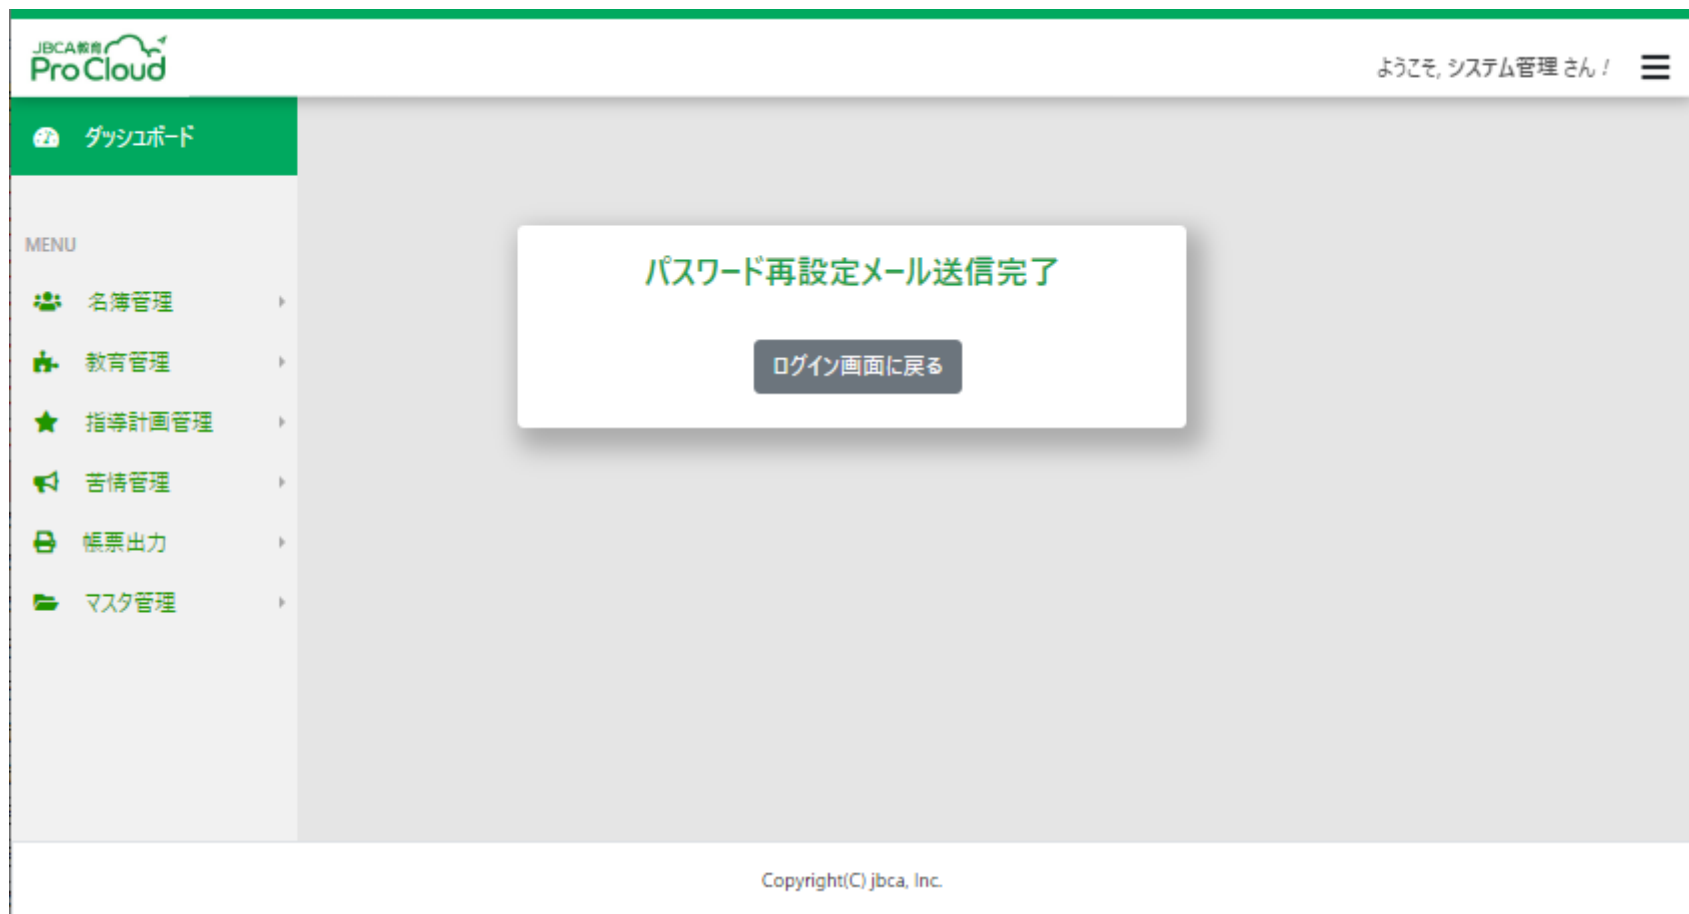 JBCA教育
Pro Cloud
ようこそ, システム管理 さん !
ダッシュボード
MENU
名簿管理
教育管理
指導計画管理
苦情管理
帳票出力
マスタ管理
パスワード再設定メール送信完了
ログイン画面に戻る
Copyright(C) jbca, Inc.